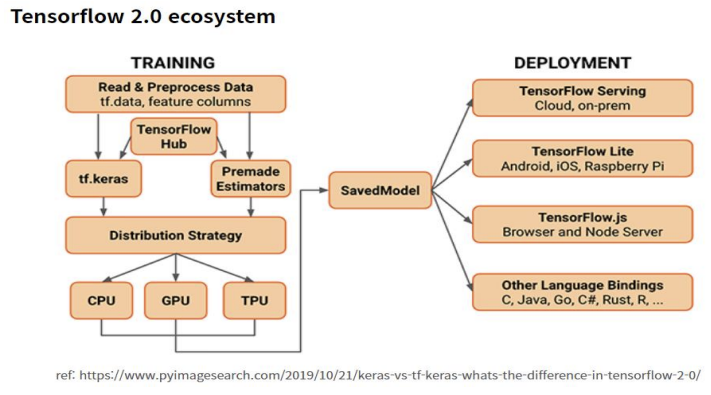 Tensorflow 2.0 ecosystem
TRAINING
Read & Preprocess Data
tf.data, feature columns
TensorFlow
Hub
tf.keras
Premade
Estimators
Distribution Strategy
CPU
GPU
TPU
SavedModel
DEPLOYMENT
TensorFlow Serving
Cloud, on-prem
TensorFlow Lite
Android, iOS, Raspberry Pi
TensorFlow.js
Browser and Node Server
Other Language Bindings
C, Java, Go, C#, Rust, R, ...
ref: https://www.pyimagesearch.com/2019/10/21/keras-vs-tf-keras-whats-the-difference-in-tensorflow-2-0/